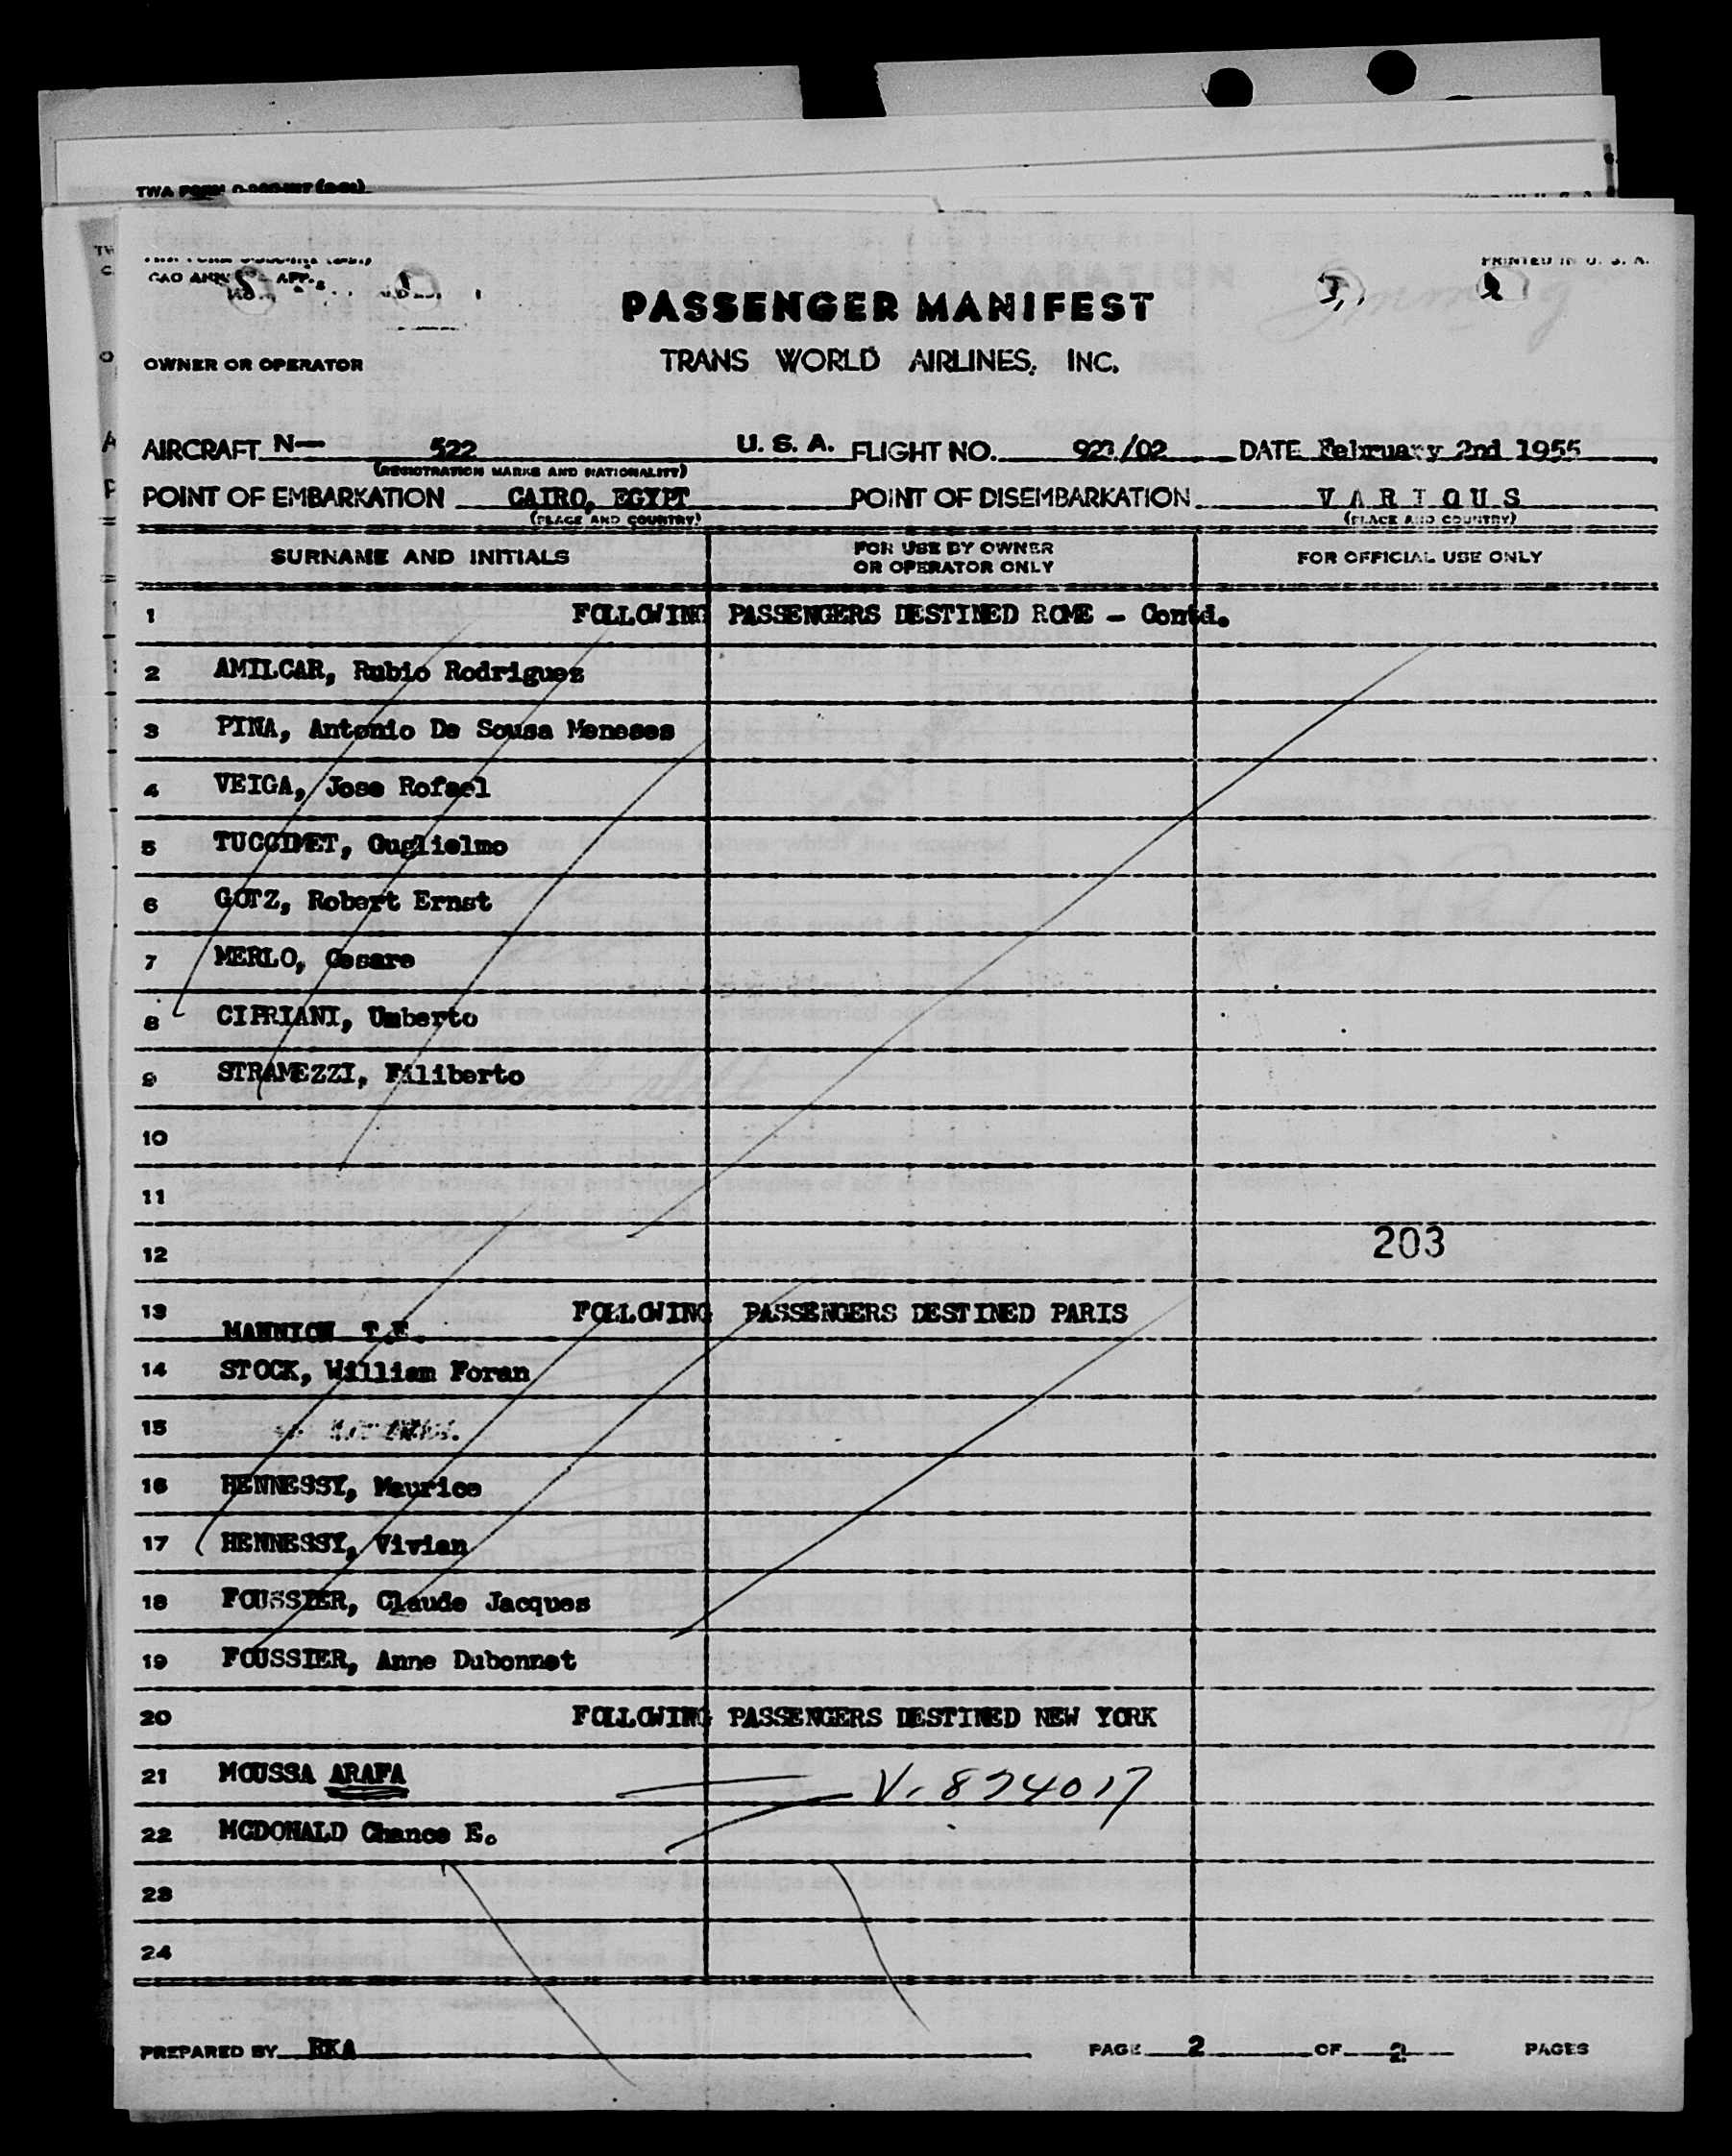 PRINTED IN U. S. A.
PASSENGER MANIFEST
OWNER OR OPERATOR TRANS WORLD AIRLINES, INC.
AIRCRAFT N— 522 U. S. A. FLIGHT NO. /02 DATE February 2nd 1955
(REGISTRATION MARKS AND NATIONALITY)
POINT OF EMBARKATION CAIRO, EGYPT POINT OF DISEMBARKATION V A R I O U S
(PLACE AND COUNTRY) (PLACE AND COUNTRY)
SURNAME AND INITIALS FOR USE BY OWNER OR OPERATOR ONLY FOR OFFICIAL USE ONLY
1 FOLLOWING PASSENGERS DESTINED ROME - Contd.
2 AMILCAR, Rubio Rodriguez
3 PINA, Antonio De Sousa Meneses
4 VEIGA, Jose Rofael
5 TUCCIMET, Guglielmo
6 GOTZ, Robert Ernst
7 MERLO, Cesare
8 CIPRIANI, Umberto
9 STRAMEZZI, Filiberto
10
11
12 203
13 FOLLOWING PASSENGERS DESTINED PARIS
MANNION T.E.
14 STOCK, William Foran
15
16 HENNESSY, Maurice
17 HENNESSY, Vivian
18 FOUSSIER, Claude Jacques
19 FOUSSIER, Anne Dubonnet
20 FOLLOWING PASSENGERS DESTINED NEW YORK
21 MOUSSA ARAFA V. 874017
22 MCDONALD Chance E.
23
24
PREPARED BY RKA PAGE 2 OF 2 PAGES